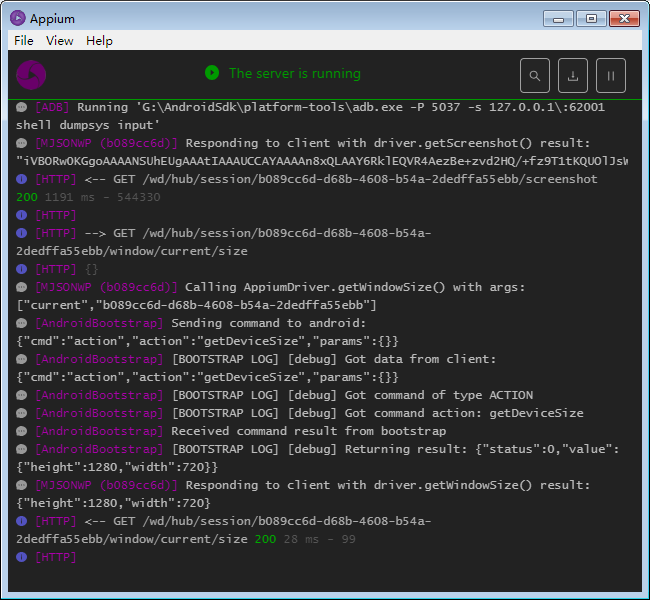 Appium
File View Help
The server is running
[ADB] Running 'G:\AndroidSdk\platform-tools\adb.exe -P 5037 -s 127.0.0.1\:62001
shell dumpsys input'
[MJSONWP (b089cc6d)] Responding to client with driver.getScreenshot() result:
"iVBORw0KGgoAAAANSUhEUgAAAtIAAAUCCAYAAAAn8xQLAAY6RklEQVR4AezBe+zvd2HQ/+fz9T1tKQUOlJsW
[HTTP] <-- GET /wd/hub/session/b089cc6d-d68b-4608-b54a-2dedffa55ebb/screenshot
200 1191 ms - 544330
[HTTP]
[HTTP] --> GET /wd/hub/session/b089cc6d-d68b-4608-b54a-
2dedffa55ebb/window/current/size
[HTTP] {}
[MJSONWP (b089cc6d)] Calling AppiumDriver.getWindowSize() with args:
["current","b089cc6d-d68b-4608-b54a-2dedffa55ebb"]
[AndroidBootstrap] Sending command to android:
{"cmd":"action","action":"getDeviceSize","params":{}}
[AndroidBootstrap] [BOOTSTRAP LOG] [debug] Got data from client:
{"cmd":"action","action":"getDeviceSize","params":{}}
[AndroidBootstrap] [BOOTSTRAP LOG] [debug] Got command of type ACTION
[AndroidBootstrap] [BOOTSTRAP LOG] [debug] Got command action: getDeviceSize
[AndroidBootstrap] Received command result from bootstrap
[AndroidBootstrap] [BOOTSTRAP LOG] [debug] Returning result: {"status":0,"value":
{"height":1280,"width":720}}
[MJSONWP (b089cc6d)] Responding to client with driver.getWindowSize() result:
{"height":1280,"width":720}
[HTTP] <-- GET /wd/hub/session/b089cc6d-d68b-4608-b54a-
2dedffa55ebb/window/current/size 200 28 ms - 99
[HTTP]